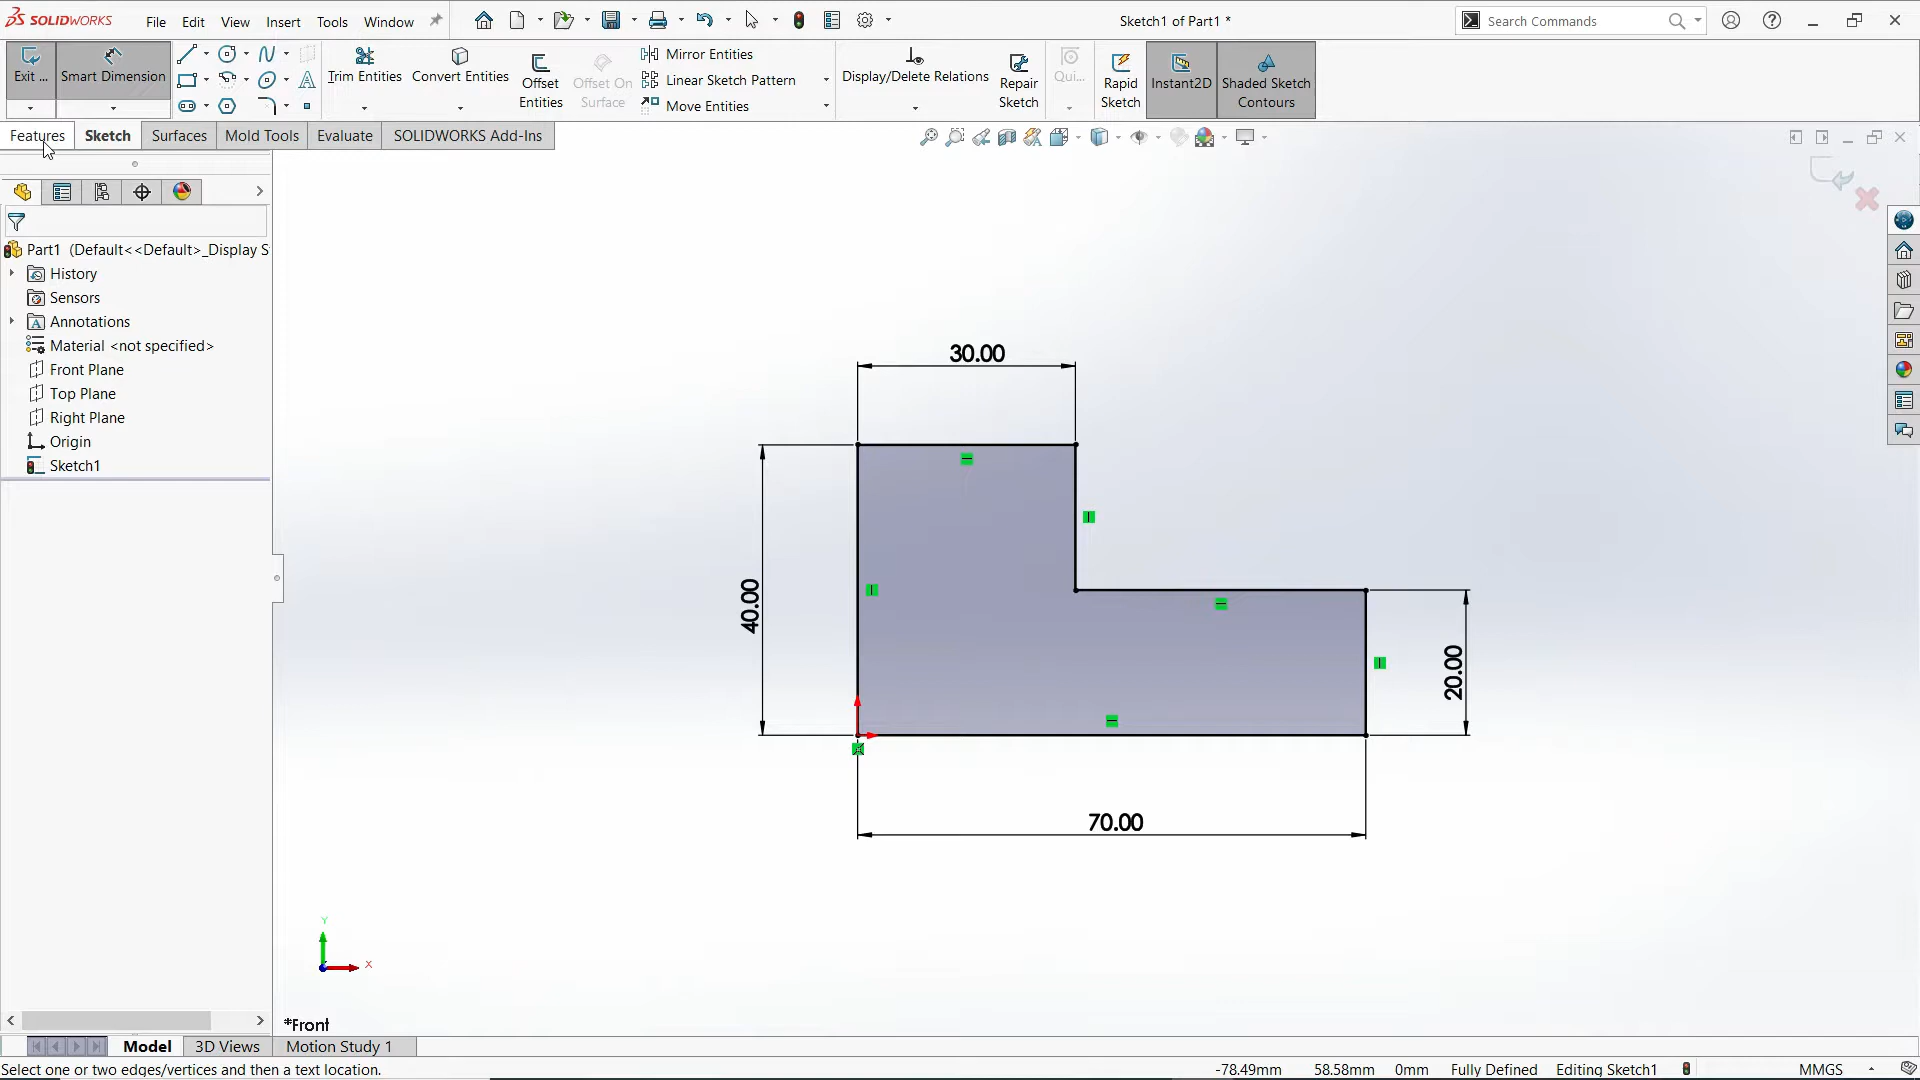 SOLIDWORKS File Edit View Insert Tools Window Sketch1 of Part1 * Search Commands
Exit ... Smart Dimension Trim Entities Convert Entities Offset Entities Offset On Surface Mirror Entities Linear Sketch Pattern Move Entities Display/Delete Relations Repair Sketch Qui... Rapid Sketch Instant2D Shaded Sketch Contours
Features Sketch Surfaces Mold Tools Evaluate SOLIDWORKS Add-Ins
Part1 (Default<<Default>_Display S
History
Sensors
Annotations
Material <not specified>
Front Plane
Top Plane
Right Plane
Origin
Sketch1
30.00
40.00
20.00
70.00
Y
X
*Front
Model 3D Views Motion Study 1
Select one or two edges/vertices and then a text location. -78.49mm 58.58mm 0mm Fully Defined Editing Sketch1 MMGS